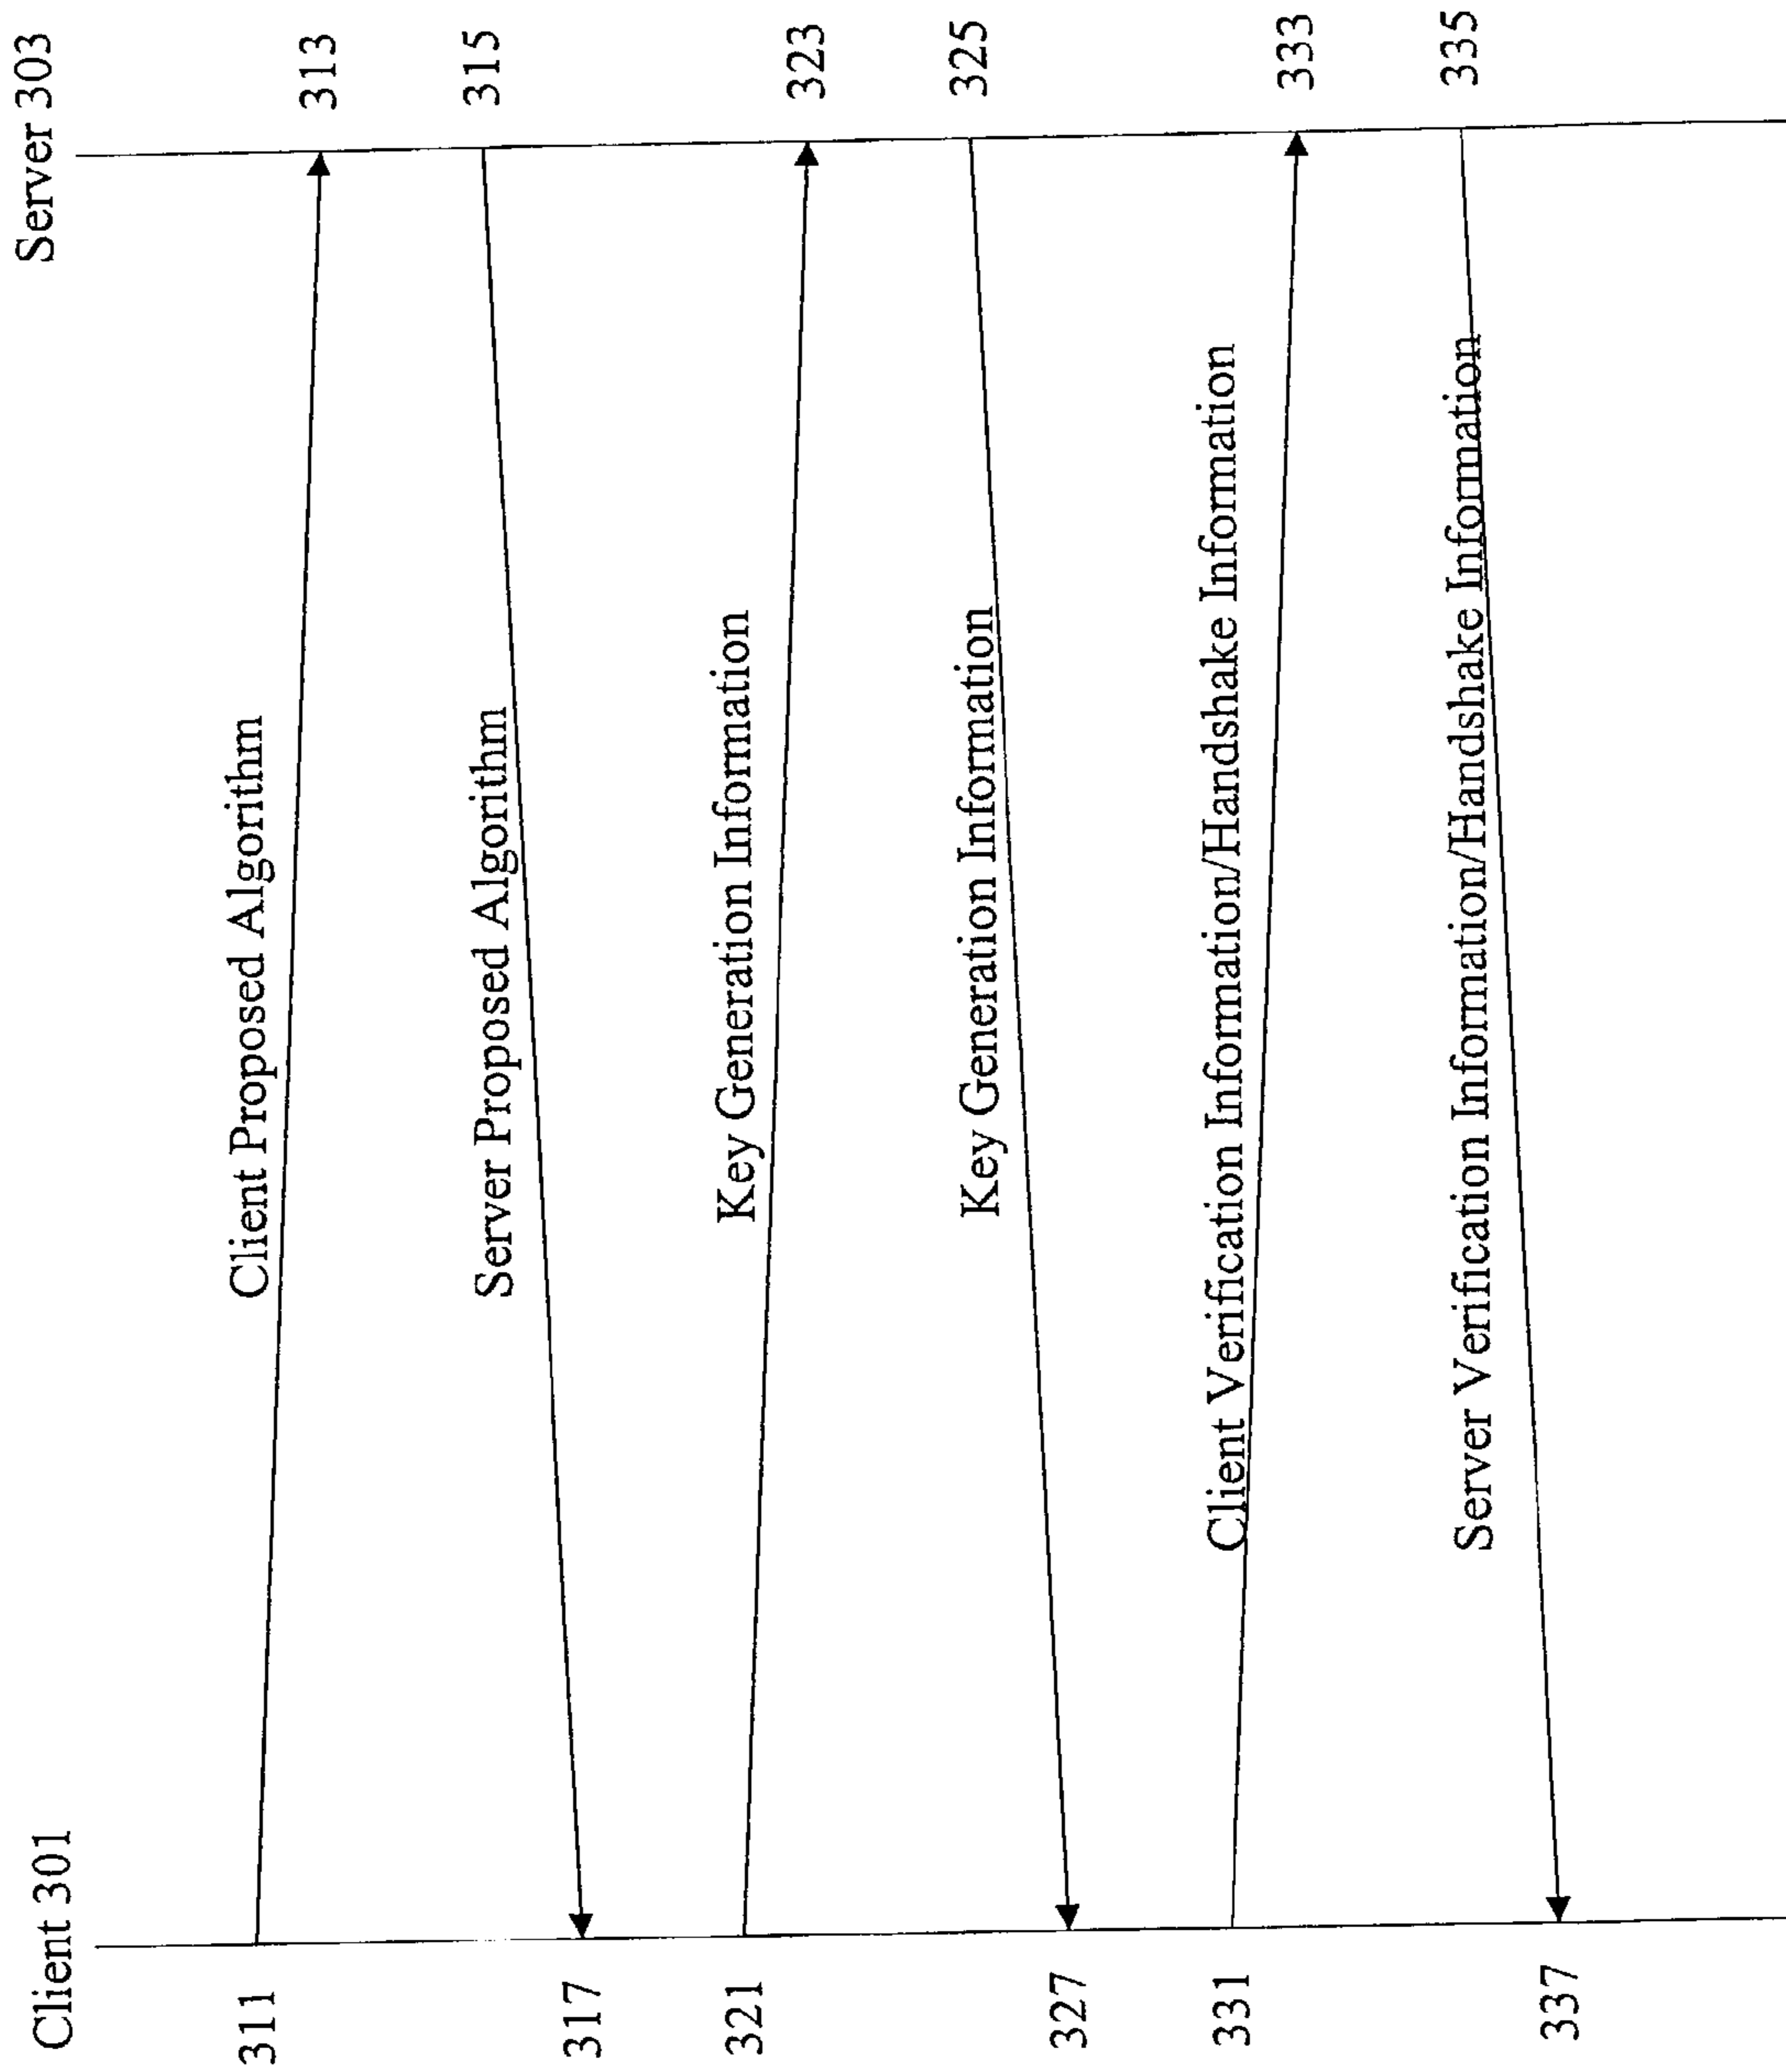 Client 301
Server 303
311
Client Proposed Algorithm
313
Server Proposed Algorithm
315
317
321
Key Generation Information
323
Key Generation Information
325
327
331
Client Verification Information/Handshake Information
333
Server Verification Information/Handshake Information
335
337